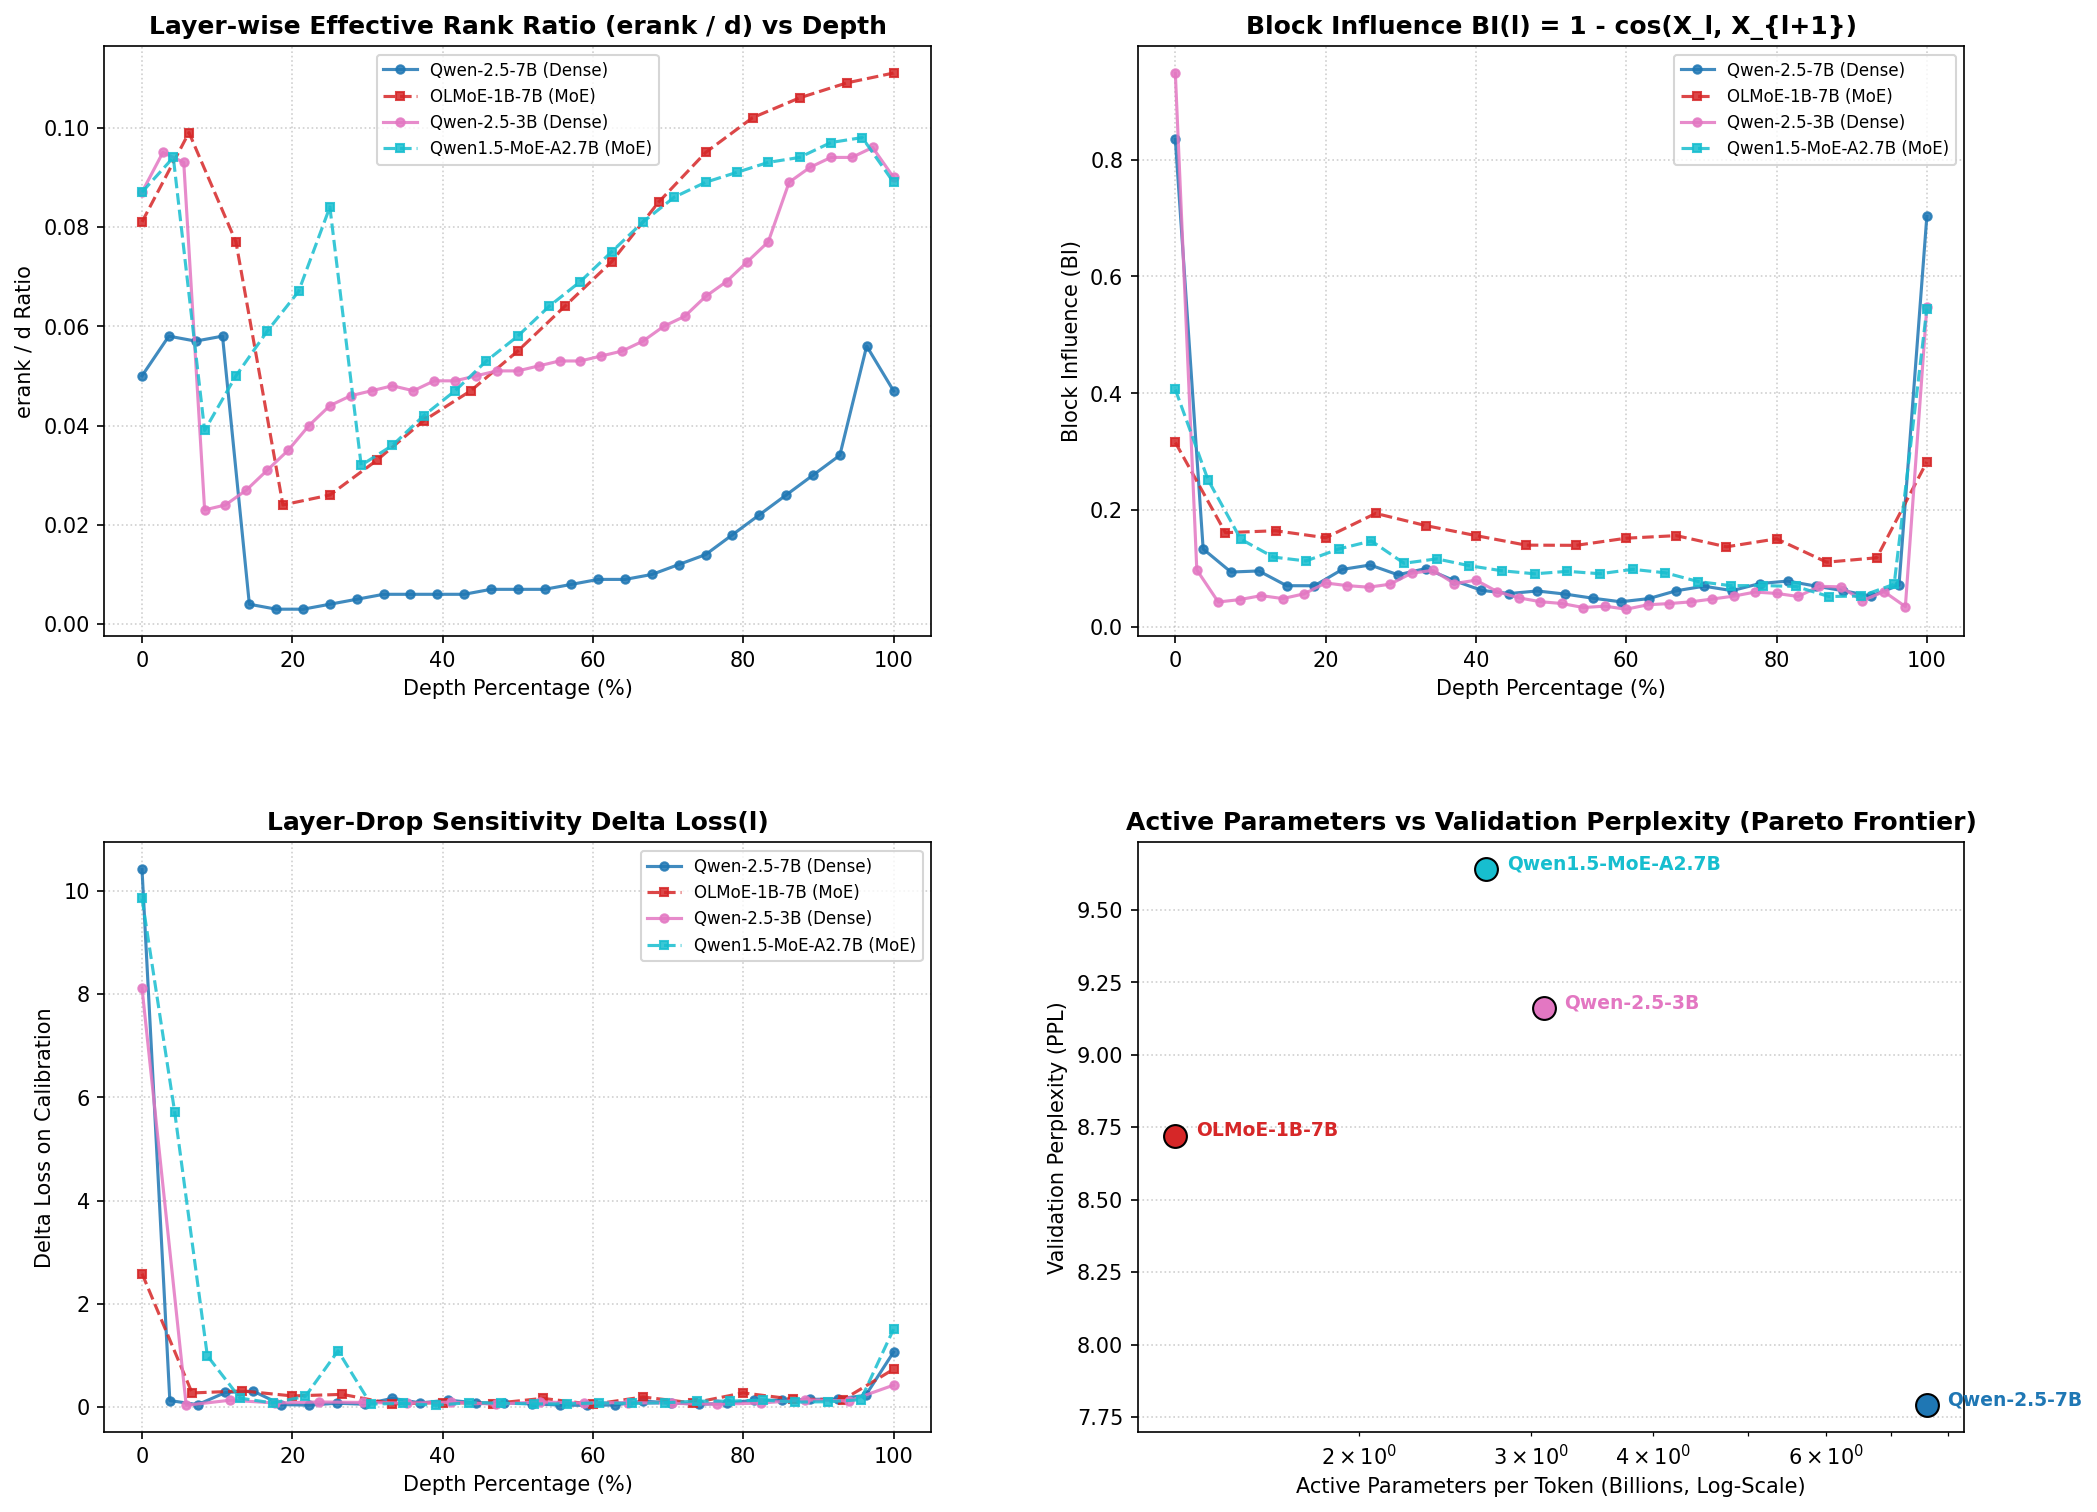 Layer-wise Effective Rank Ratio (erank / d) vs Depth
Qwen-2.5-7B (Dense)
OLMoE-1B-7B (MoE)
Qwen-2.5-3B (Dense)
Qwen1.5-MoE-A2.7B (MoE)
erank / d Ratio
0.10
0.08
0.06
0.04
0.02
0.00
0 20 40 60 80 100
Depth Percentage (%)
Block Influence BI(l) = 1 - cos(X_l, X_{l+1})
Qwen-2.5-7B (Dense)
OLMoE-1B-7B (MoE)
Qwen-2.5-3B (Dense)
Qwen1.5-MoE-A2.7B (MoE)
Block Influence (BI)
0.8
0.6
0.4
0.2
0.0
0 20 40 60 80 100
Depth Percentage (%)
Layer-Drop Sensitivity Delta Loss(l)
Qwen-2.5-7B (Dense)
OLMoE-1B-7B (MoE)
Qwen-2.5-3B (Dense)
Qwen1.5-MoE-A2.7B (MoE)
Delta Loss on Calibration
10
8
6
4
2
0
0 20 40 60 80 100
Depth Percentage (%)
Active Parameters vs Validation Perplexity (Pareto Frontier)
Qwen1.5-MoE-A2.7B
Qwen-2.5-3B
OLMoE-1B-7B
Qwen-2.5-7B
Validation Perplexity (PPL)
9.50
9.25
9.00
8.75
8.50
8.25
8.00
7.75
2 × 10⁰ 3 × 10⁰ 4 × 10⁰ 6 × 10⁰
Active Parameters per Token (Billions, Log-Scale)